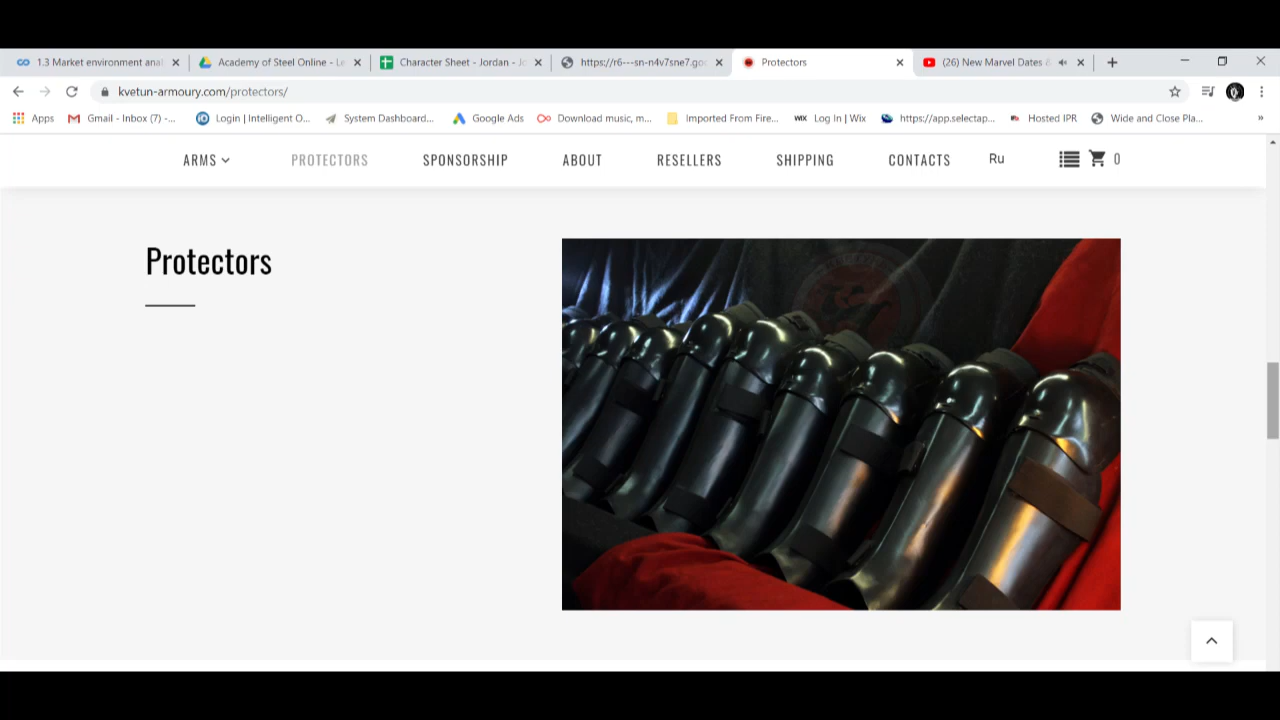 1.3 Market environment anal
Academy of Steel Online - Le
Character Sheet - Jordan - Jo
https://r6---sn-n4v7sne7.goo
Protectors
(26) New Marvel Dates
kvetun-armoury.com/protectors/
Apps
Gmail - Inbox (7) -...
Login | Intelligent O...
System Dashboard...
Google Ads
Download music, m...
Imported From Fire...
WIX Log In | Wix
https://app.selectap...
Hosted IPR
Wide and Close Pla...
»
ARMS
PROTECTORS
SPONSORSHIP
ABOUT
RESELLERS
SHIPPING
CONTACTS
Ru
0
Protectors